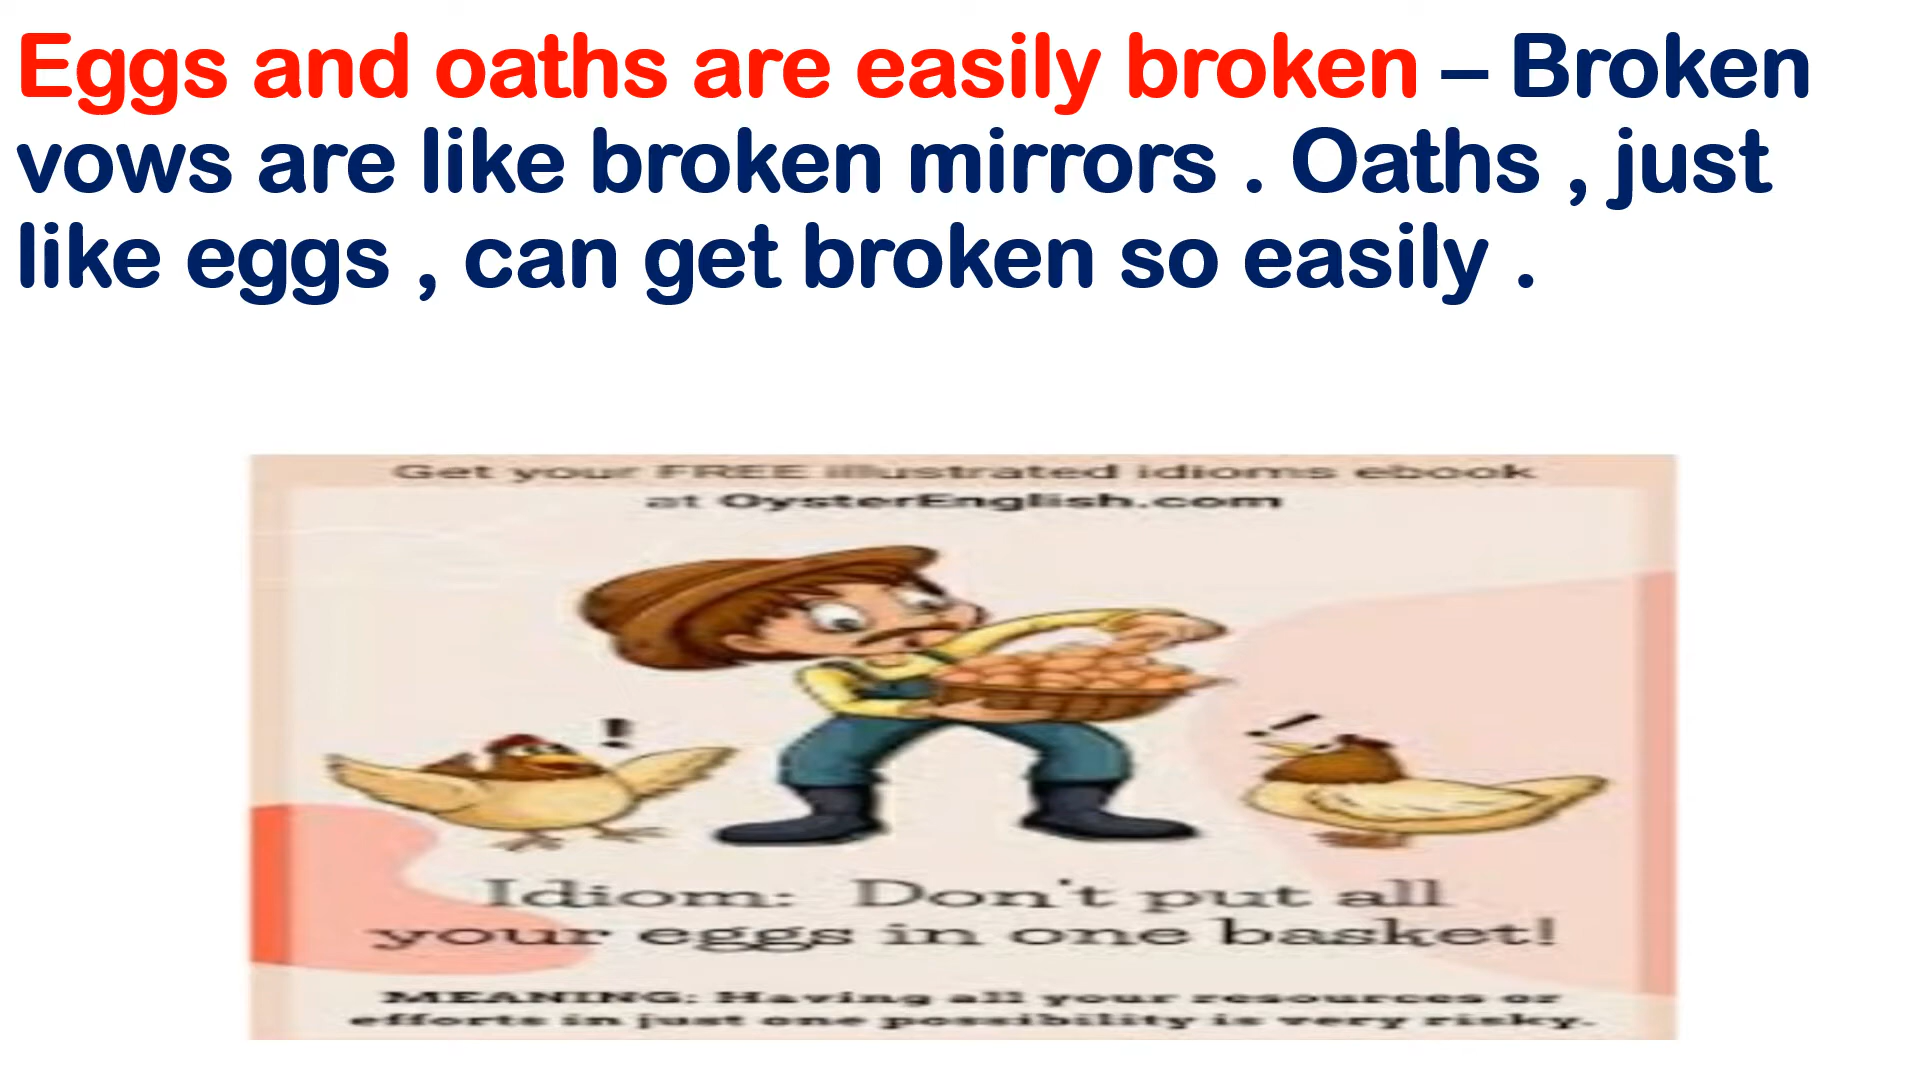 Eggs and oaths are easily broken – Broken
vows are like broken mirrors . Oaths , just
like eggs , can get broken so easily .
Get your FREE illustrated idioms ebook
at OysterEnglish.com
!
!
Idiom: Don't put all
your eggs in one basket!
MEANING: Having all your resources or
efforts in just one possibility is very risky.